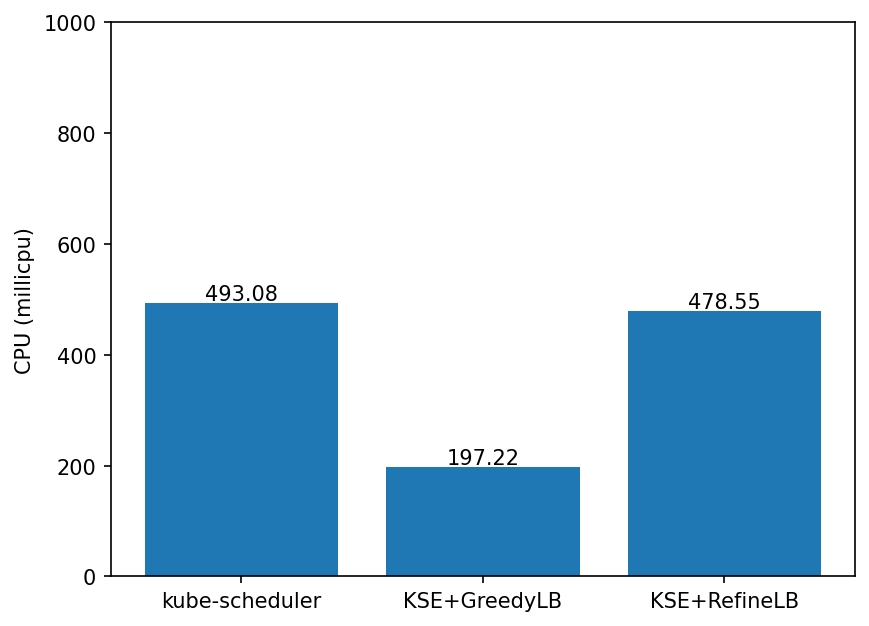 1000
800
600
400
200
0
CPU (millicpu)
493.08
197.22
478.55
kube-scheduler
KSE+GreedyLB
KSE+RefineLB